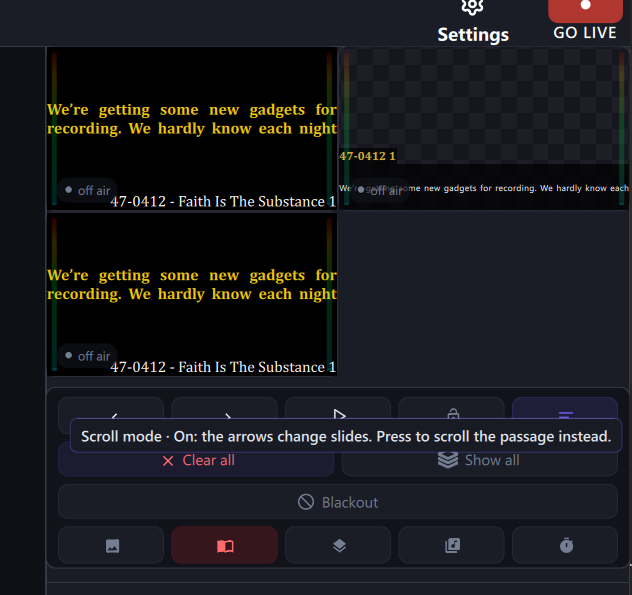 Settings
GO LIVE
We're getting some new gadgets for
recording. We hardly know each night
off air
47-0412 - Faith Is The Substance 1
47-0412 1
We're getting some new gadgets for recording. We hardly know each
off air
We're getting some new gadgets for
recording. We hardly know each night
off air
47-0412 - Faith Is The Substance 1
Scroll mode · On: the arrows change slides. Press to scroll the passage instead.
Clear all
Show all
Blackout